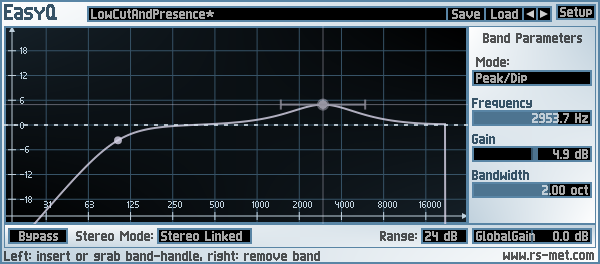 EasyQ
LowCutAndPresence* Save Load Setup
Band Parameters
Mode:
Peak/Dip
Frequency
2953.7 Hz
Gain
4.9 dB
Bandwidth
2.00 oct
18
12
6
0
-6
-12
-18
31 63 125 250 500 1000 2000 4000 8000 16000
Bypass Stereo Mode: Stereo Linked Range: 24 dB GlobalGain 0.0 dB
Left: insert or grab band-handle, right: remove band www.rs-met.com